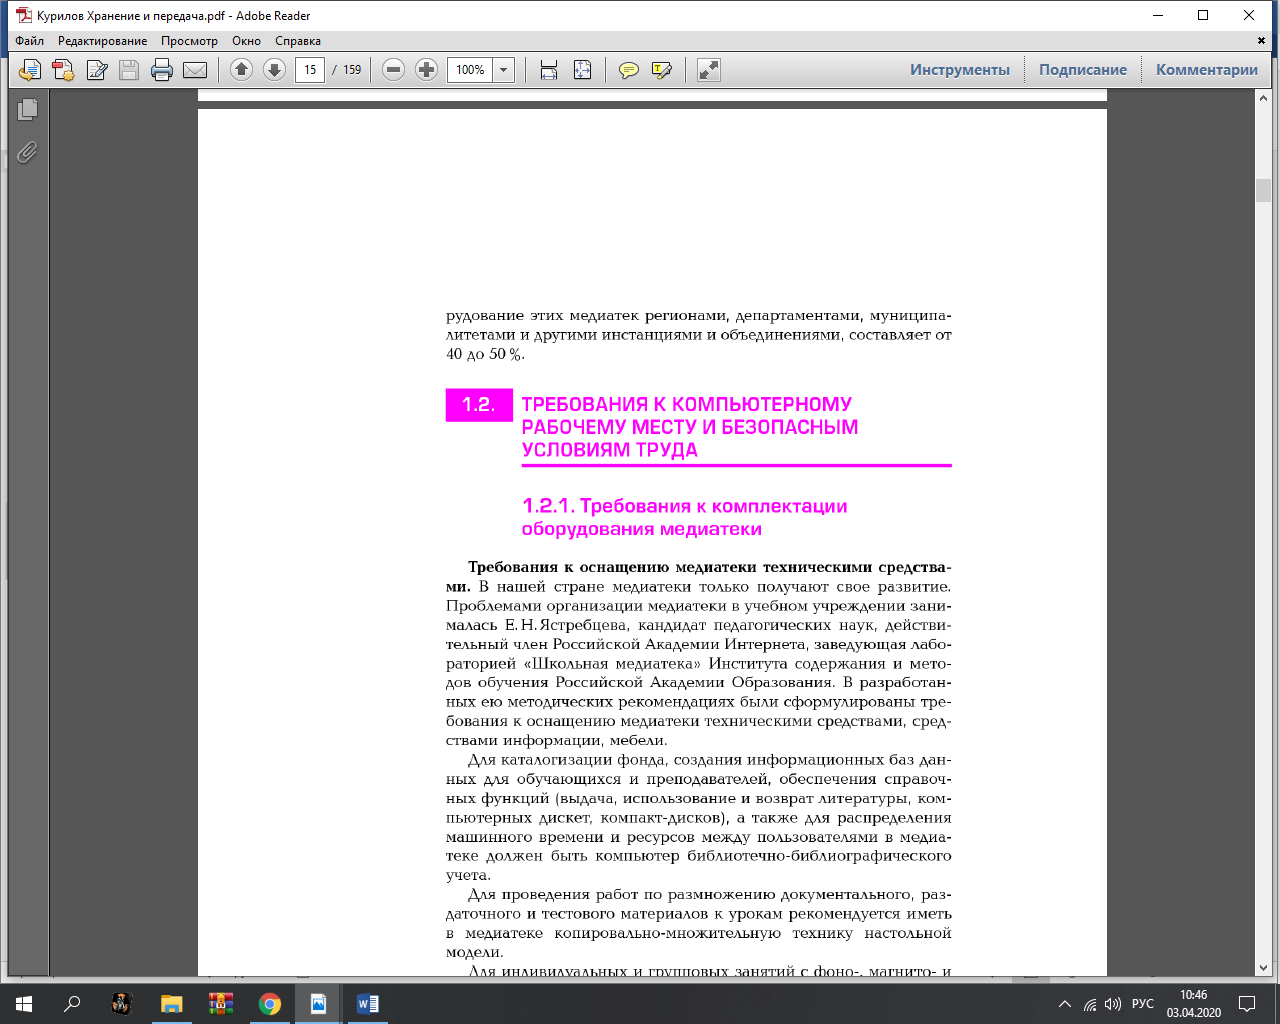 Курилов Хранение и передача.pdf - Adobe Reader
Файл Редактирование Просмотр Окно Справка
15 / 159 100% Инструменты Подписание Комментарии
рудование этих медиатек регионами, департаментами, муниципа-
литетами и другими инстанциями и объединениями, составляет от
40 до 50 %.
1.2. ТРЕБОВАНИЯ К КОМПЬЮТЕРНОМУ
РАБОЧЕМУ МЕСТУ И БЕЗОПАСНЫМ
УСЛОВИЯМ ТРУДА
1.2.1. Требования к комплектации
оборудования медиатеки
Требования к оснащению медиатеки техническими средства-
ми. В нашей стране медиатеки только получают свое развитие.
Проблемами организации медиатеки в учебном учреждении зани-
малась Е. Н. Ястребцева, кандидат педагогических наук, действи-
тельный член Российской Академии Интернета, заведующая лабо-
раторией «Школьная медиатека» Института содержания и мето-
дов обучения Российской Академии Образования. В разработан-
ных ею методических рекомендациях были сформулированы тре-
бования к оснащению медиатеки техническими средствами, сред-
ствами информации, мебели.
Для каталогизации фонда, создания информационных баз дан-
ных для обучающихся и преподавателей, обеспечения справоч-
ных функций (выдача, использование и возврат литературы, ком-
пьютерных дискет, компакт-дисков), а также для распределения
машинного времени и ресурсов между пользователями в медиа-
теке должен быть компьютер библиотечно-библиографического
учета.
Для проведения работ по размножению документального, раз-
даточного и тестового материалов к урокам рекомендуется иметь
в медиатеке копировально-множительную технику настольной
модели.
Для индивидуальных и групповых занятий с фоно-, магнито- и
РУС 10:46
03.04.2020